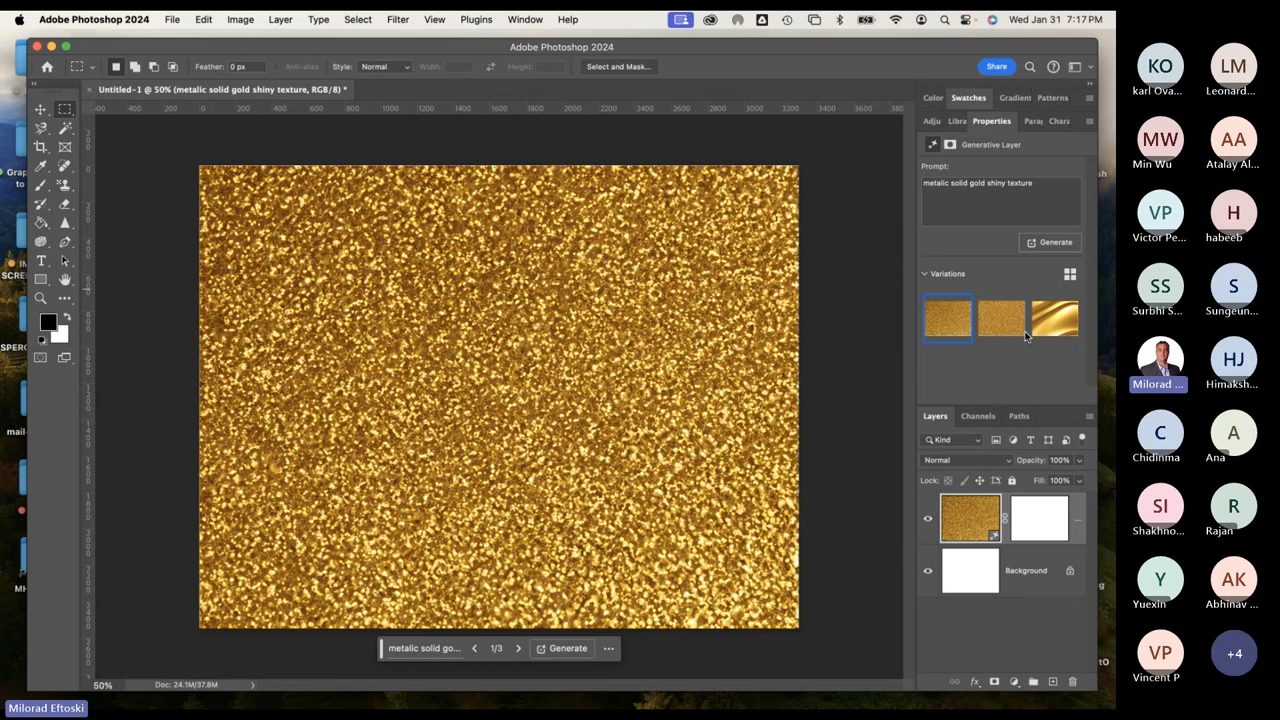 Adobe Photoshop 2024 File Edit Image Layer Type Select Filter View Plugins Window Help Wed Jan 31 7:17 PM
Adobe Photoshop 2024
Feather: 0 px Anti-alias Style: Normal Width: Height: Select and Mask... Share
Untitled-1 @ 50% (metalic solid gold shiny texture, RGB/8) *
Color Swatches Gradient Patterns
Adju Libra Properties Para Chara
Generative Layer
Prompt:
metalic solid gold shiny texture
Generate
Variations
Layers Channels Paths
Kind
Normal Opacity: 100%
Lock: Fill: 100%
Background
metalic solid go... 1/3 Generate
50% Doc: 24.1M/37.8M
Milorad Eftoski
KO LM
karl Ova... Leonard...
MW AA
Min Wu Atalay Al...
VP H
Victor Pe... habeeb
SS S
Surbhi S... Sungeun...
HJ
Milorad ... Himaksh...
C A
Chidinma Ana
SI R
Shakhno... Rajan
Y AK
Yuexin Abhinav ...
VP +4
Vincent P